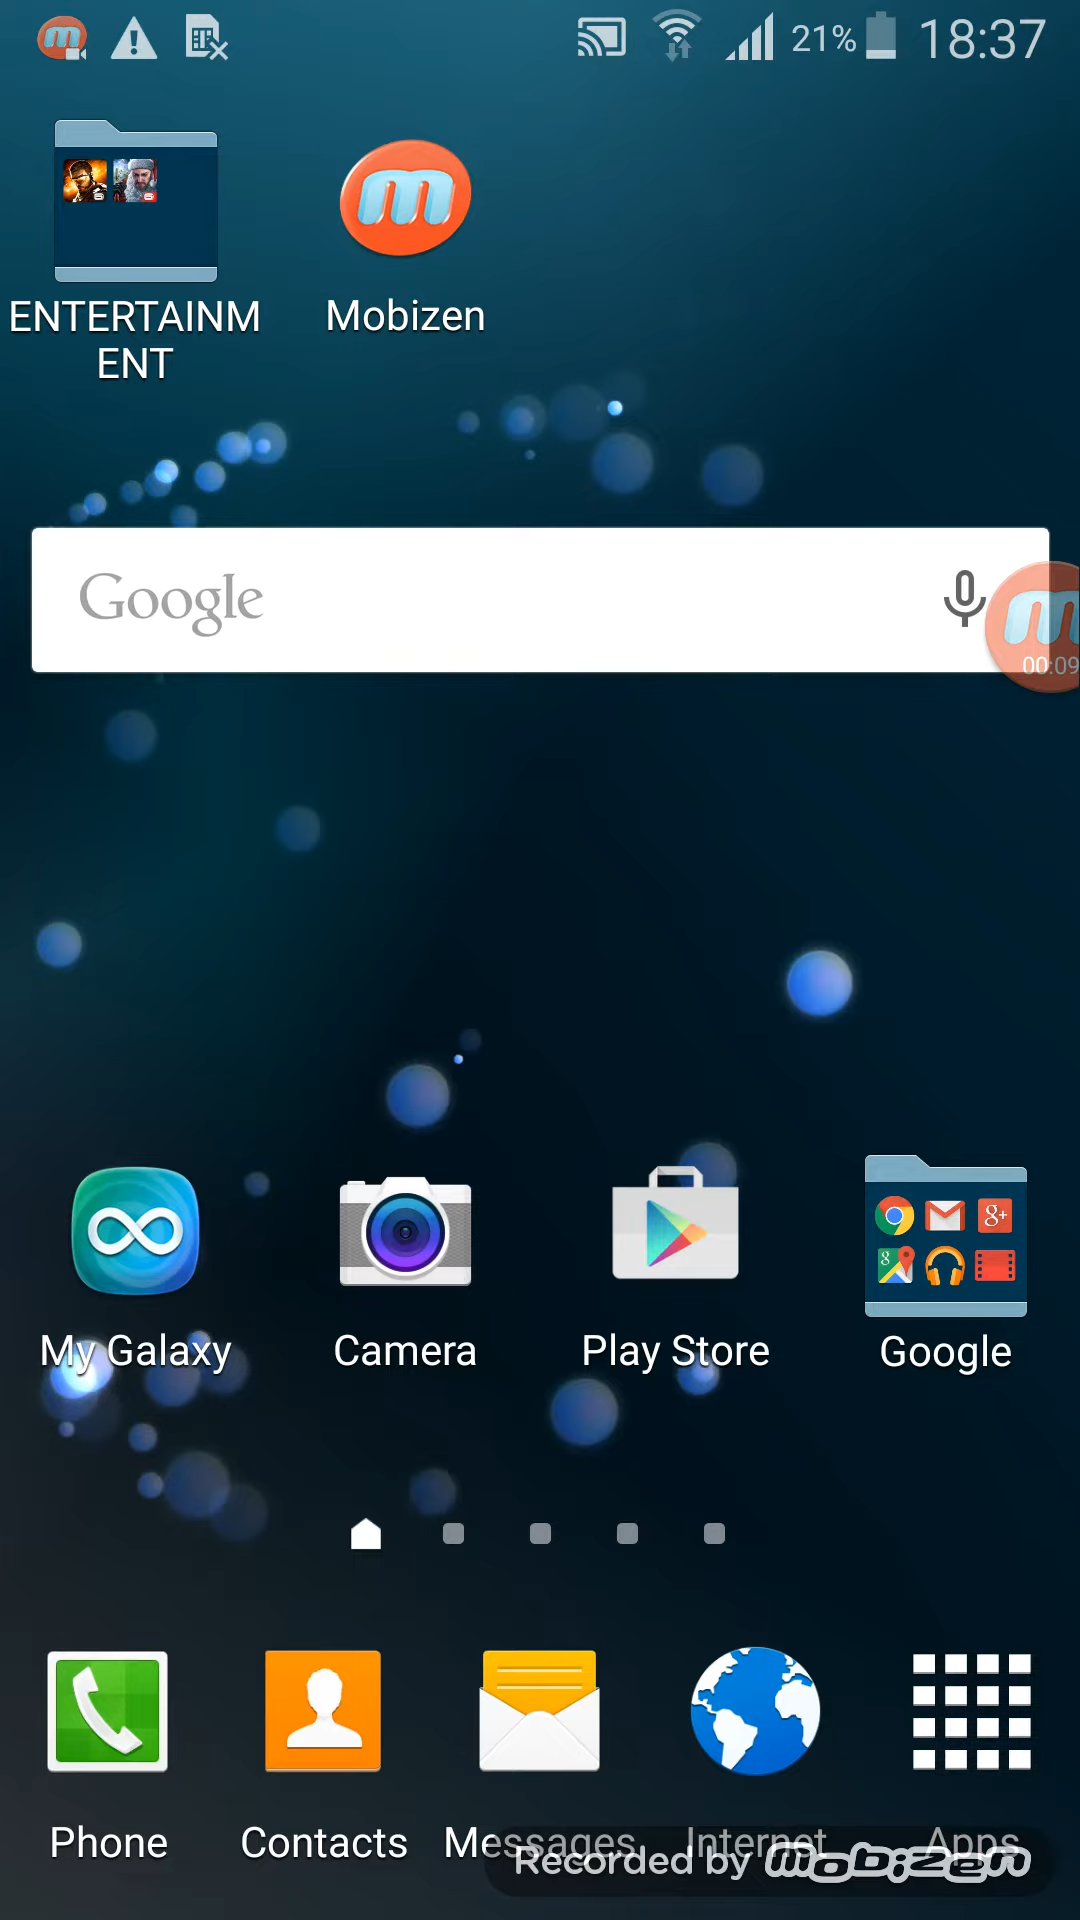 21% 18:37
ENTERTAINM
ENT
Mobizen
Google
00:09
My Galaxy
Camera
Play Store
Google
Phone
Contacts
Messages
Internet
Apps
Recorded by mobizen